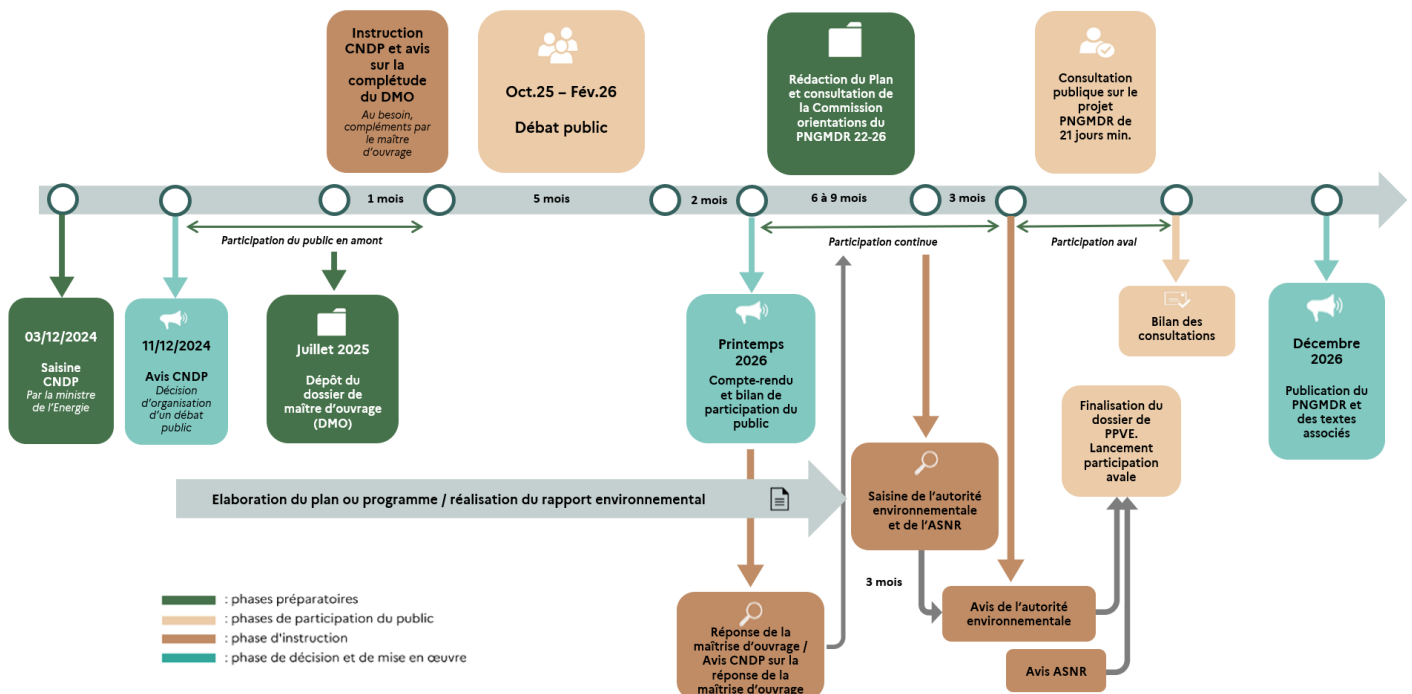 Instruction
CNDP et avis
sur la
complétude
du DMO
Au besoin,
compléments par
le maître
d'ouvrage
Oct.25 – Fév.26
Débat public
Rédaction du Plan
et consultation de
la Commission
orientations du
PNGMDR 22-26
Consultation
publique sur le
projet
PNGMDR de
21 jours min.
1 mois
5 mois
2 mois
6 à 9 mois
3 mois
Participation du public en amont
Participation continue
Participation aval
03/12/2024
Saisine
CNDP
Par la ministre
de l'Energie
11/12/2024
Avis CNDP
Décision
d'organisation
d'un débat
public
Juillet 2025
Dépôt du
dossier de
maître d'ouvrage
(DMO)
Printemps
2026
Compte-rendu
et bilan de
participation du
public
Bilan des
consultations
Décembre
2026
Publication du
PNGMDR et
des textes
associés
Finalisation du
dossier de
PPVE.
Lancement
participation
avale
Elaboration du plan ou programme / réalisation du rapport environnemental
Saisine de l'autorité
environnementale
et de l'ASNR
3 mois
Avis de l'autorité
environnementale
Avis ASNR
Réponse de la
maîtrise d'ouvrage /
Avis CNDP sur la
réponse de la
maîtrise d'ouvrage
: phases préparatoires
: phases de participation du public
: phase d'instruction
: phase de décision et de mise en œuvre